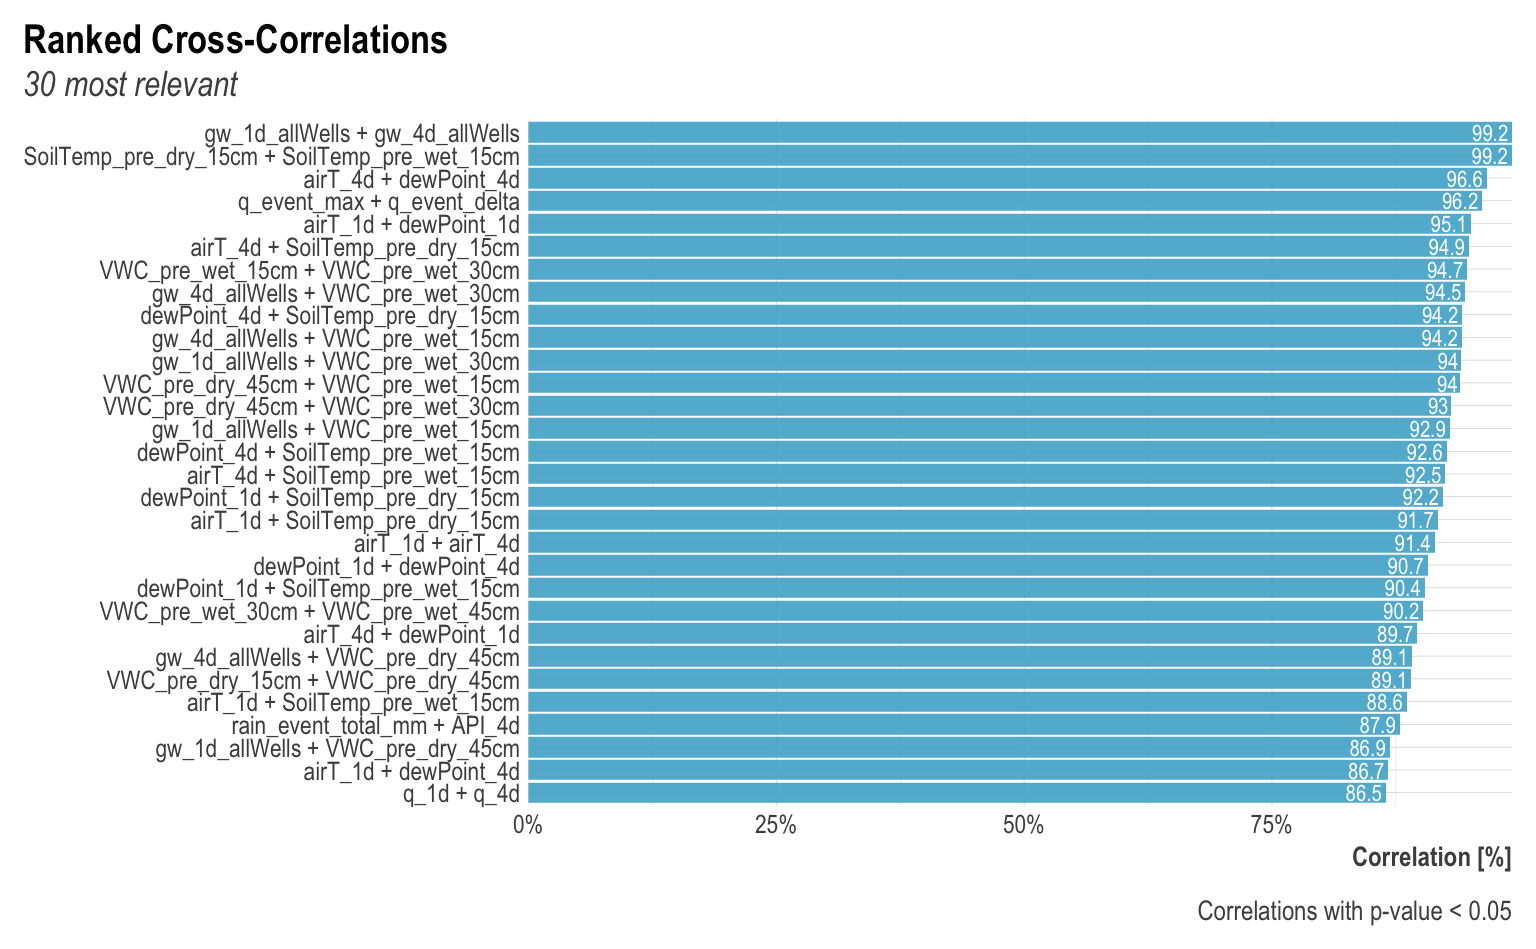 Ranked Cross-Correlations
30 most relevant
gw_1d_allWells + gw_4d_allWells 99.2
SoilTemp_pre_dry_15cm + SoilTemp_pre_wet_15cm 99.2
airT_4d + dewPoint_4d 96.6
q_event_max + q_event_delta 96.2
airT_1d + dewPoint_1d 95.1
airT_4d + SoilTemp_pre_dry_15cm 94.9
VWC_pre_wet_15cm + VWC_pre_wet_30cm 94.7
gw_4d_allWells + VWC_pre_wet_30cm 94.5
dewPoint_4d + SoilTemp_pre_dry_15cm 94.2
gw_4d_allWells + VWC_pre_wet_15cm 94.2
gw_1d_allWells + VWC_pre_wet_30cm 94
VWC_pre_dry_45cm + VWC_pre_wet_15cm 94
VWC_pre_dry_45cm + VWC_pre_wet_30cm 93
gw_1d_allWells + VWC_pre_wet_15cm 92.9
dewPoint_4d + SoilTemp_pre_wet_15cm 92.6
airT_4d + SoilTemp_pre_wet_15cm 92.5
dewPoint_1d + SoilTemp_pre_dry_15cm 92.2
airT_1d + SoilTemp_pre_dry_15cm 91.7
airT_1d + airT_4d 91.4
dewPoint_1d + dewPoint_4d 90.7
dewPoint_1d + SoilTemp_pre_wet_15cm 90.4
VWC_pre_wet_30cm + VWC_pre_wet_45cm 90.2
airT_4d + dewPoint_1d 89.7
gw_4d_allWells + VWC_pre_dry_45cm 89.1
VWC_pre_dry_15cm + VWC_pre_dry_45cm 89.1
airT_1d + SoilTemp_pre_wet_15cm 88.6
rain_event_total_mm + API_4d 87.9
gw_1d_allWells + VWC_pre_dry_45cm 86.9
airT_1d + dewPoint_4d 86.7
q_1d + q_4d 86.5
0% 25% 50% 75%
Correlation [%]
Correlations with p-value < 0.05